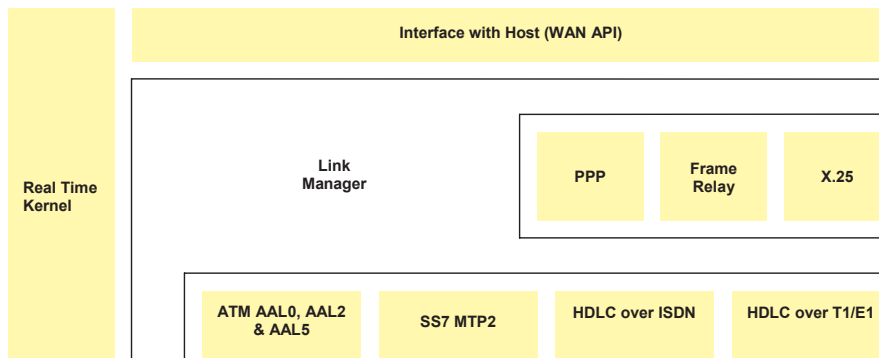 Interface with Host (WAN API)
Real Time
Kernel
Link
Manager
PPP
Frame
Relay
X.25
ATM AAL0, AAL2
& AAL5
SS7 MTP2
HDLC over ISDN
HDLC over T1/E1